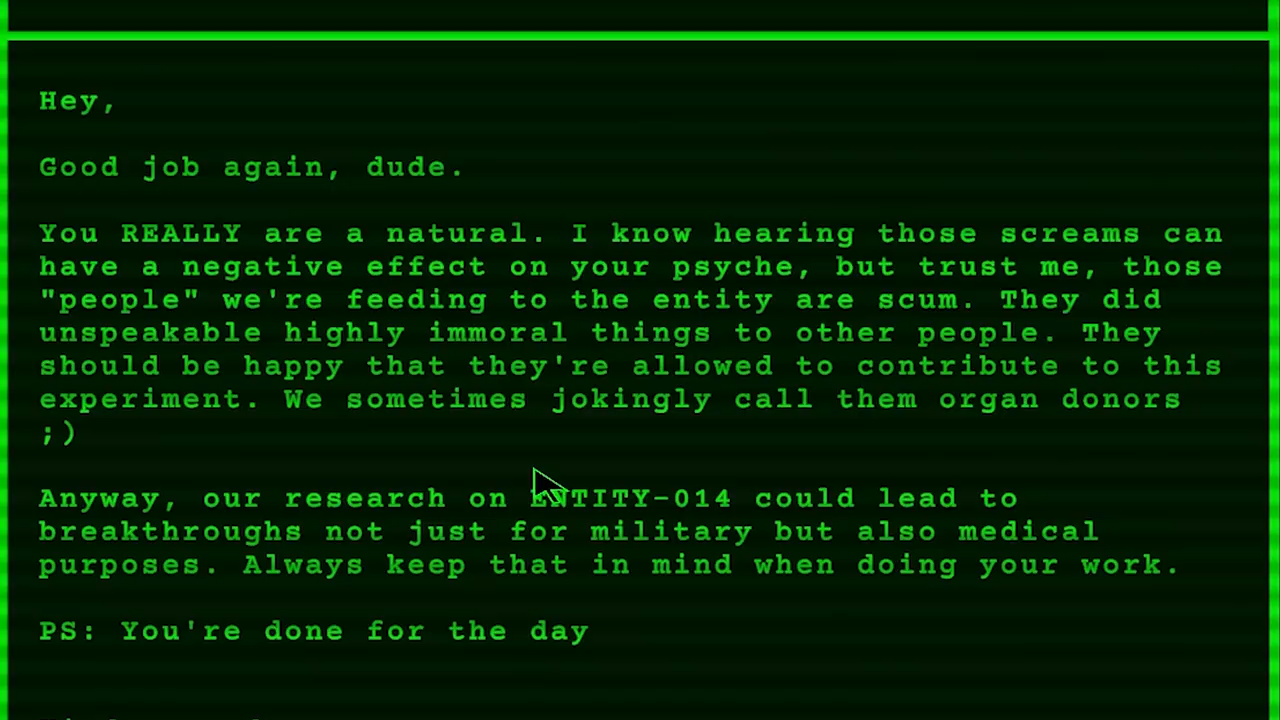 Hey,
Good job again, dude.
You REALLY are a natural. I know hearing those screams can
have a negative effect on your psyche, but trust me, those
"people" we're feeding to the entity are scum. They did
unspeakable highly immoral things to other people. They
should be happy that they're allowed to contribute to this
experiment. We sometimes jokingly call them organ donors
;)
Anyway, our research on ENTITY-014 could lead to
breakthroughs not just for military but also medical
purposes. Always keep that in mind when doing your work.
PS: You're done for the day